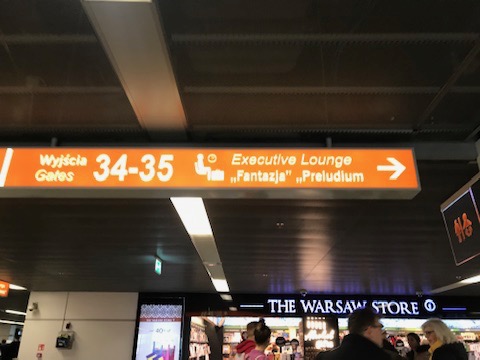 Wyjścia
Gates
34-35
Executive Lounge
„Fantazja” „Preludium
→
THE WARSAW STORE